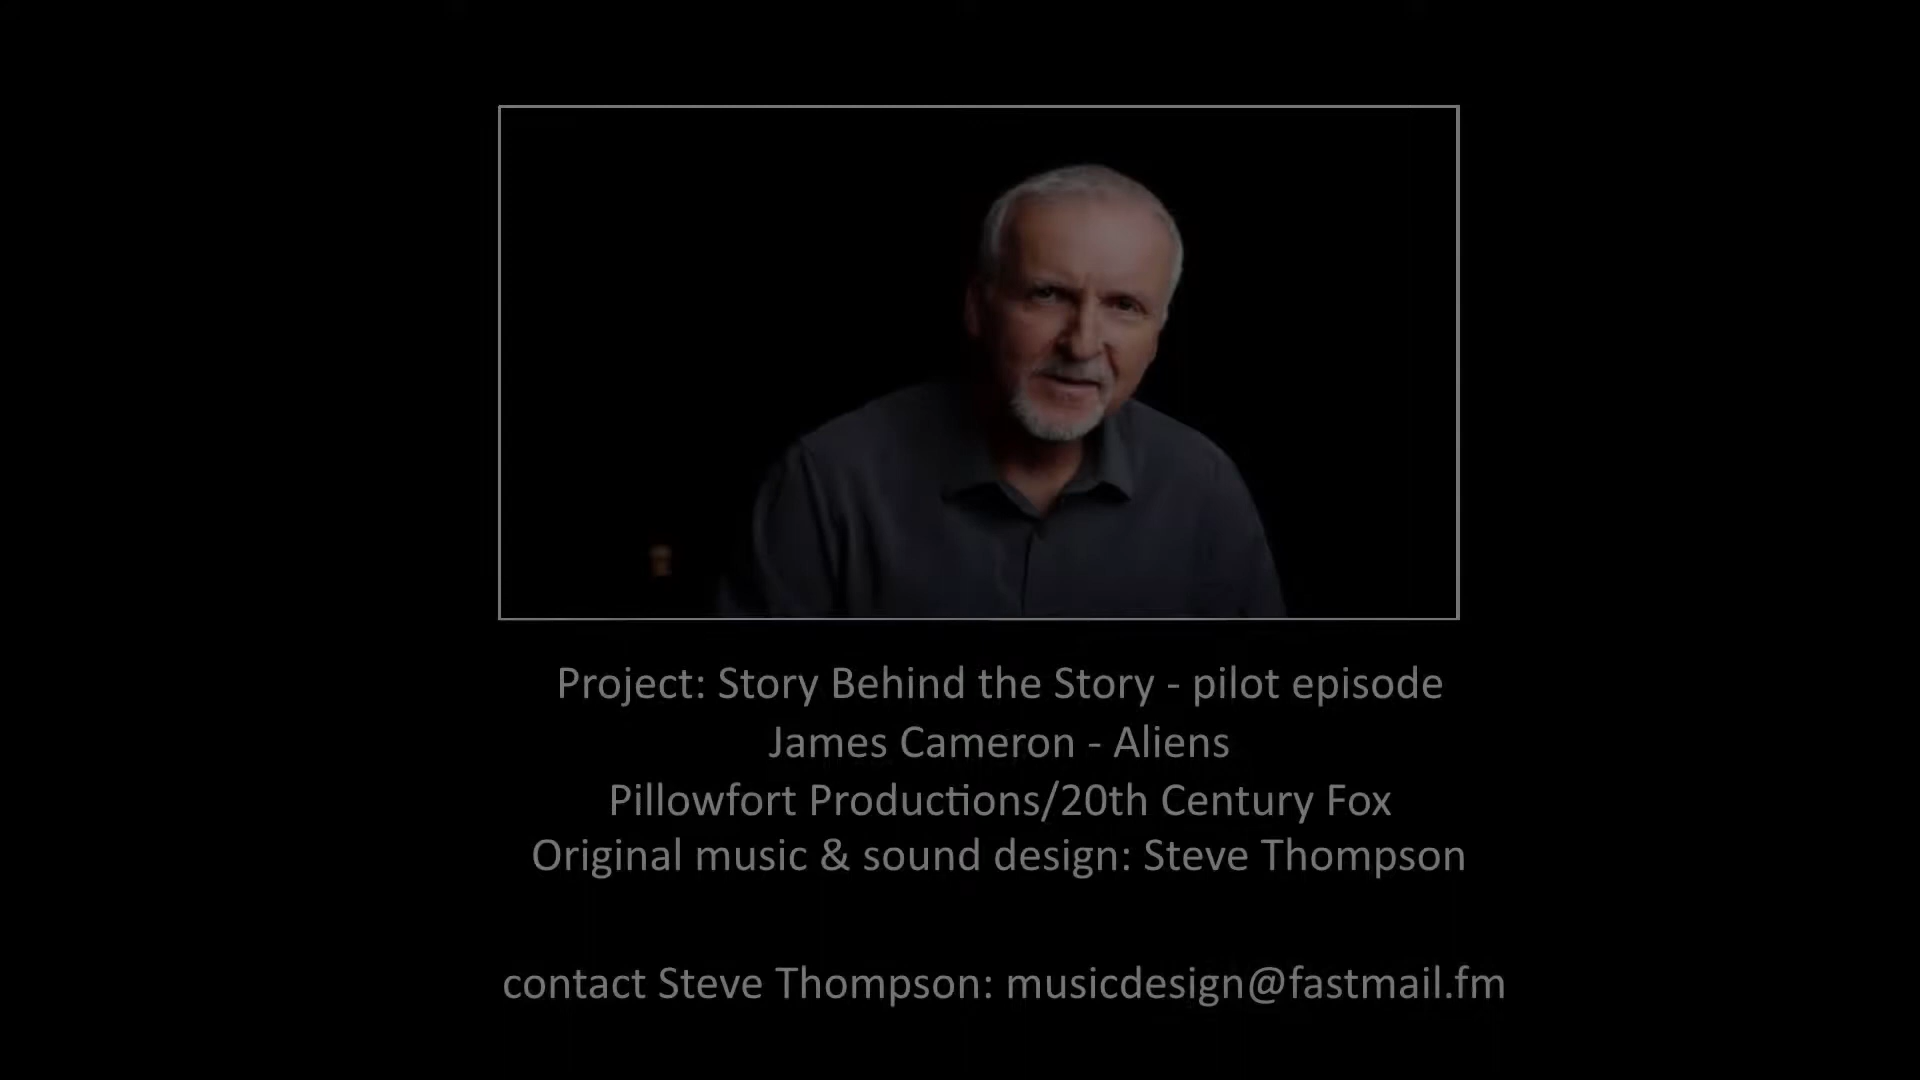 Project: Story Behind the Story - pilot episode
James Cameron - Aliens
Pillowfort Productions/20th Century Fox
Original music & sound design: Steve Thompson
contact Steve Thompson: musicdesign@fastmail.fm